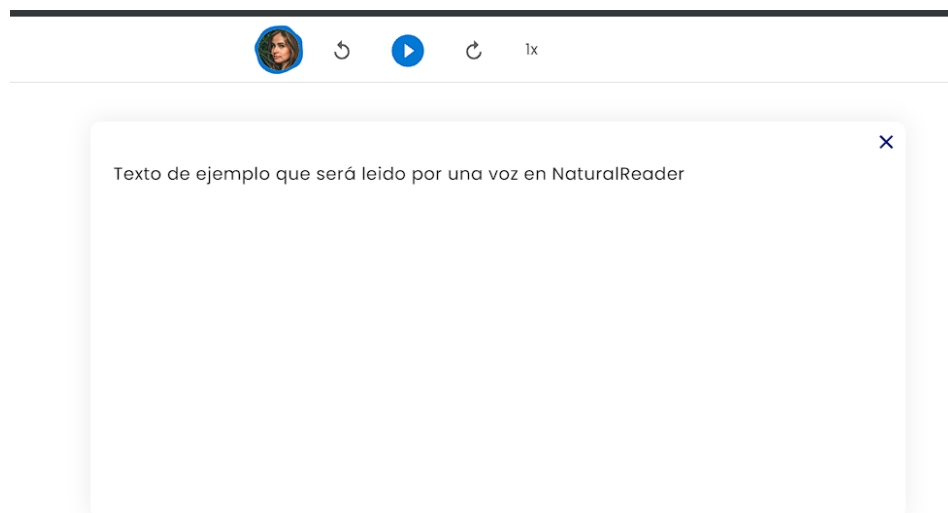 1x
Texto de ejemplo que será leido por una voz en NaturalReader